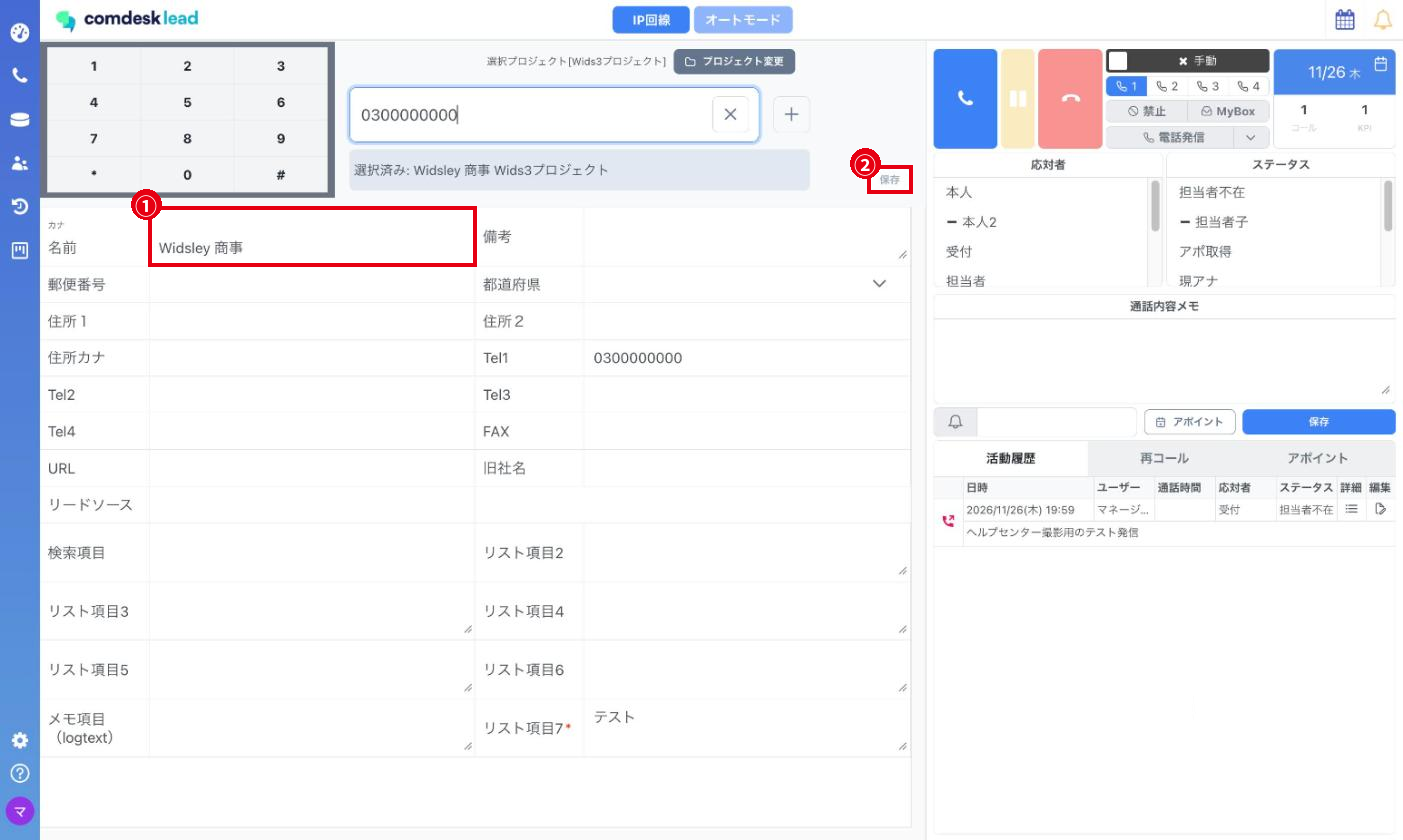 comdesk lead
IP回線
オートモード
1 2 3
4 5 6
7 8 9
* 0 #
選択プロジェクト[Wids3プロジェクト]
プロジェクト変更
0300000000
選択済み: Widsley 商事 Wids3プロジェクト
②
保存
①
カナ
名前
Widsley 商事
備考
郵便番号
都道府県
住所1
住所2
住所カナ
Tel1
0300000000
Tel2
Tel3
Tel4
FAX
URL
旧社名
リードソース
検索項目
リスト項目2
リスト項目3
リスト項目4
リスト項目5
リスト項目6
メモ項目
(logtext)
リスト項目7*
テスト
マ
手動
1 2 3 4
禁止
MyBox
電話発信
11/26 木
1
コール
1
KPI
応対者
本人
ー 本人2
受付
担当者
ステータス
担当者不在
ー 担当者子
アポ取得
現アナ
通話内容メモ
アポイント
保存
活動履歴
再コール
アポイント
日時 ユーザー 通話時間 応対者 ステータス 詳細 編集
2026/11/26(木) 19:59 マネージ... 受付 担当者不在
ヘルプセンター撮影用のテスト発信